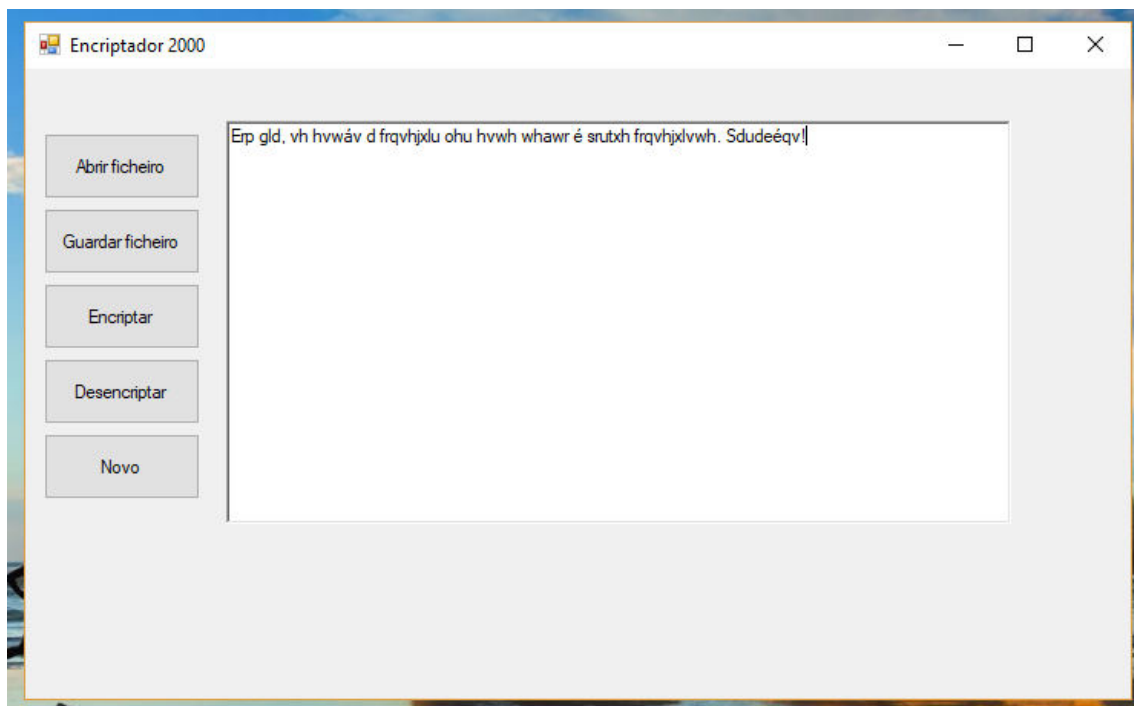 Encriptador 2000
Erp gld, vh hvwáv d frqvhjxlu ohu hvwh whawr é srutxh frqvhjxlvwh. Sdudeéqv!
Abrir ficheiro
Guardar ficheiro
Encriptar
Desencriptar
Novo